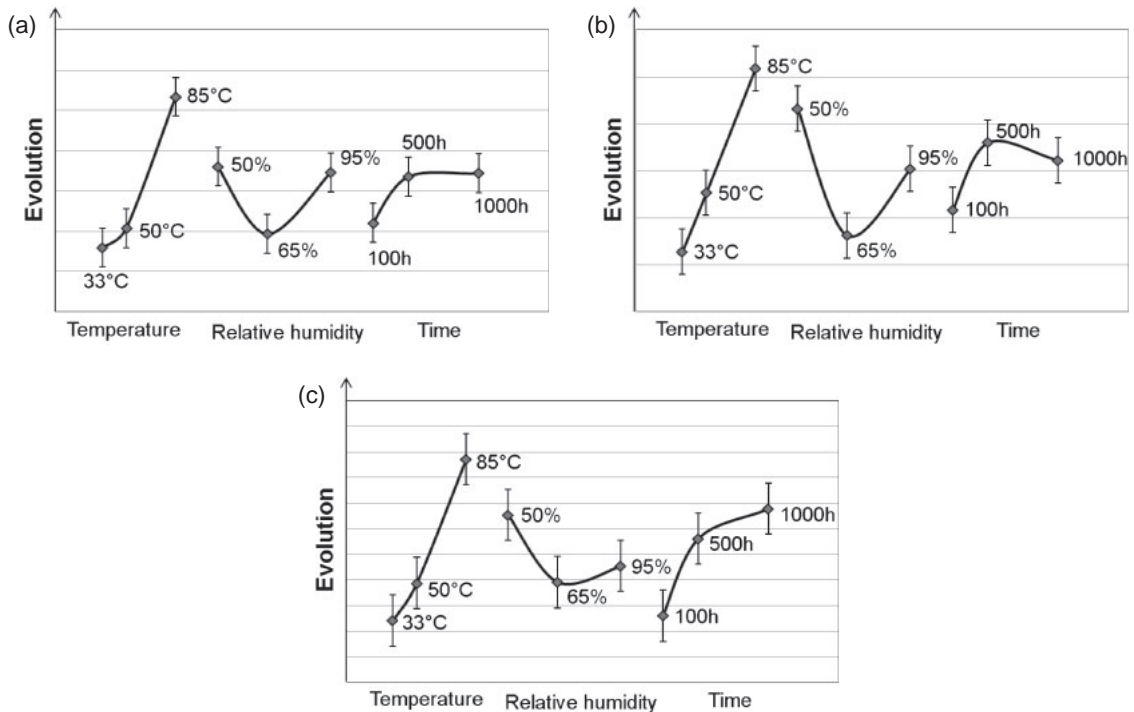 (a)
Evolution
85°C
50°C
33°C
50%
65%
95%
500h
100h
1000h
Temperature
Relative humidity
Time
(b)
Evolution
85°C
50°C
33°C
50%
65%
95%
500h
100h
1000h
Temperature
Relative humidity
Time
(c)
Evolution
85°C
50°C
33°C
50%
65%
95%
1000h
500h
100h
Temperature
Relative humidity
Time